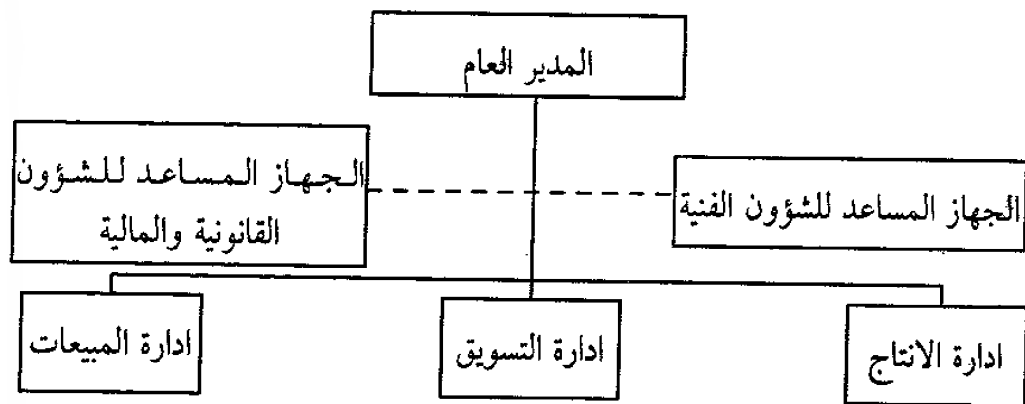 المدير العام
الجهاز المساعد للشؤون الفنية
الجهاز المساعد للشؤون
القانونية والمالية
ادارة الانتاج
ادارة التسويق
ادارة المبيعات